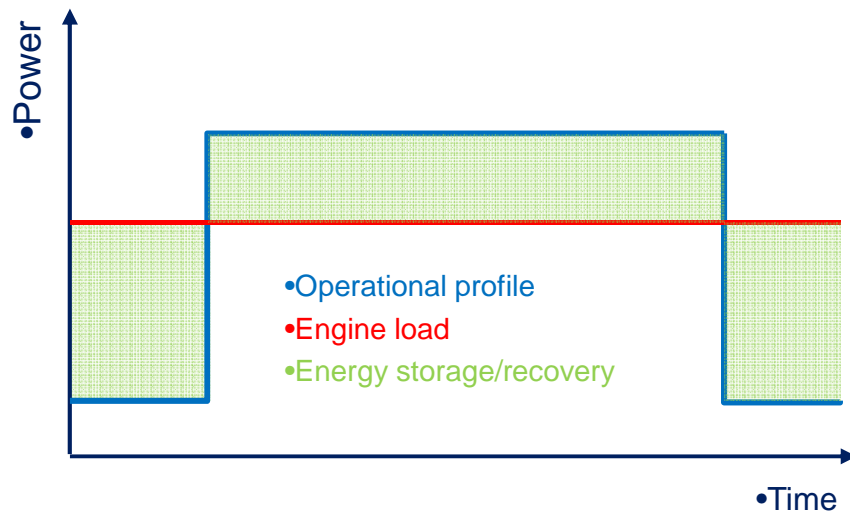 •Power
•Operational profile
•Engine load
•Energy storage/recovery
•Time